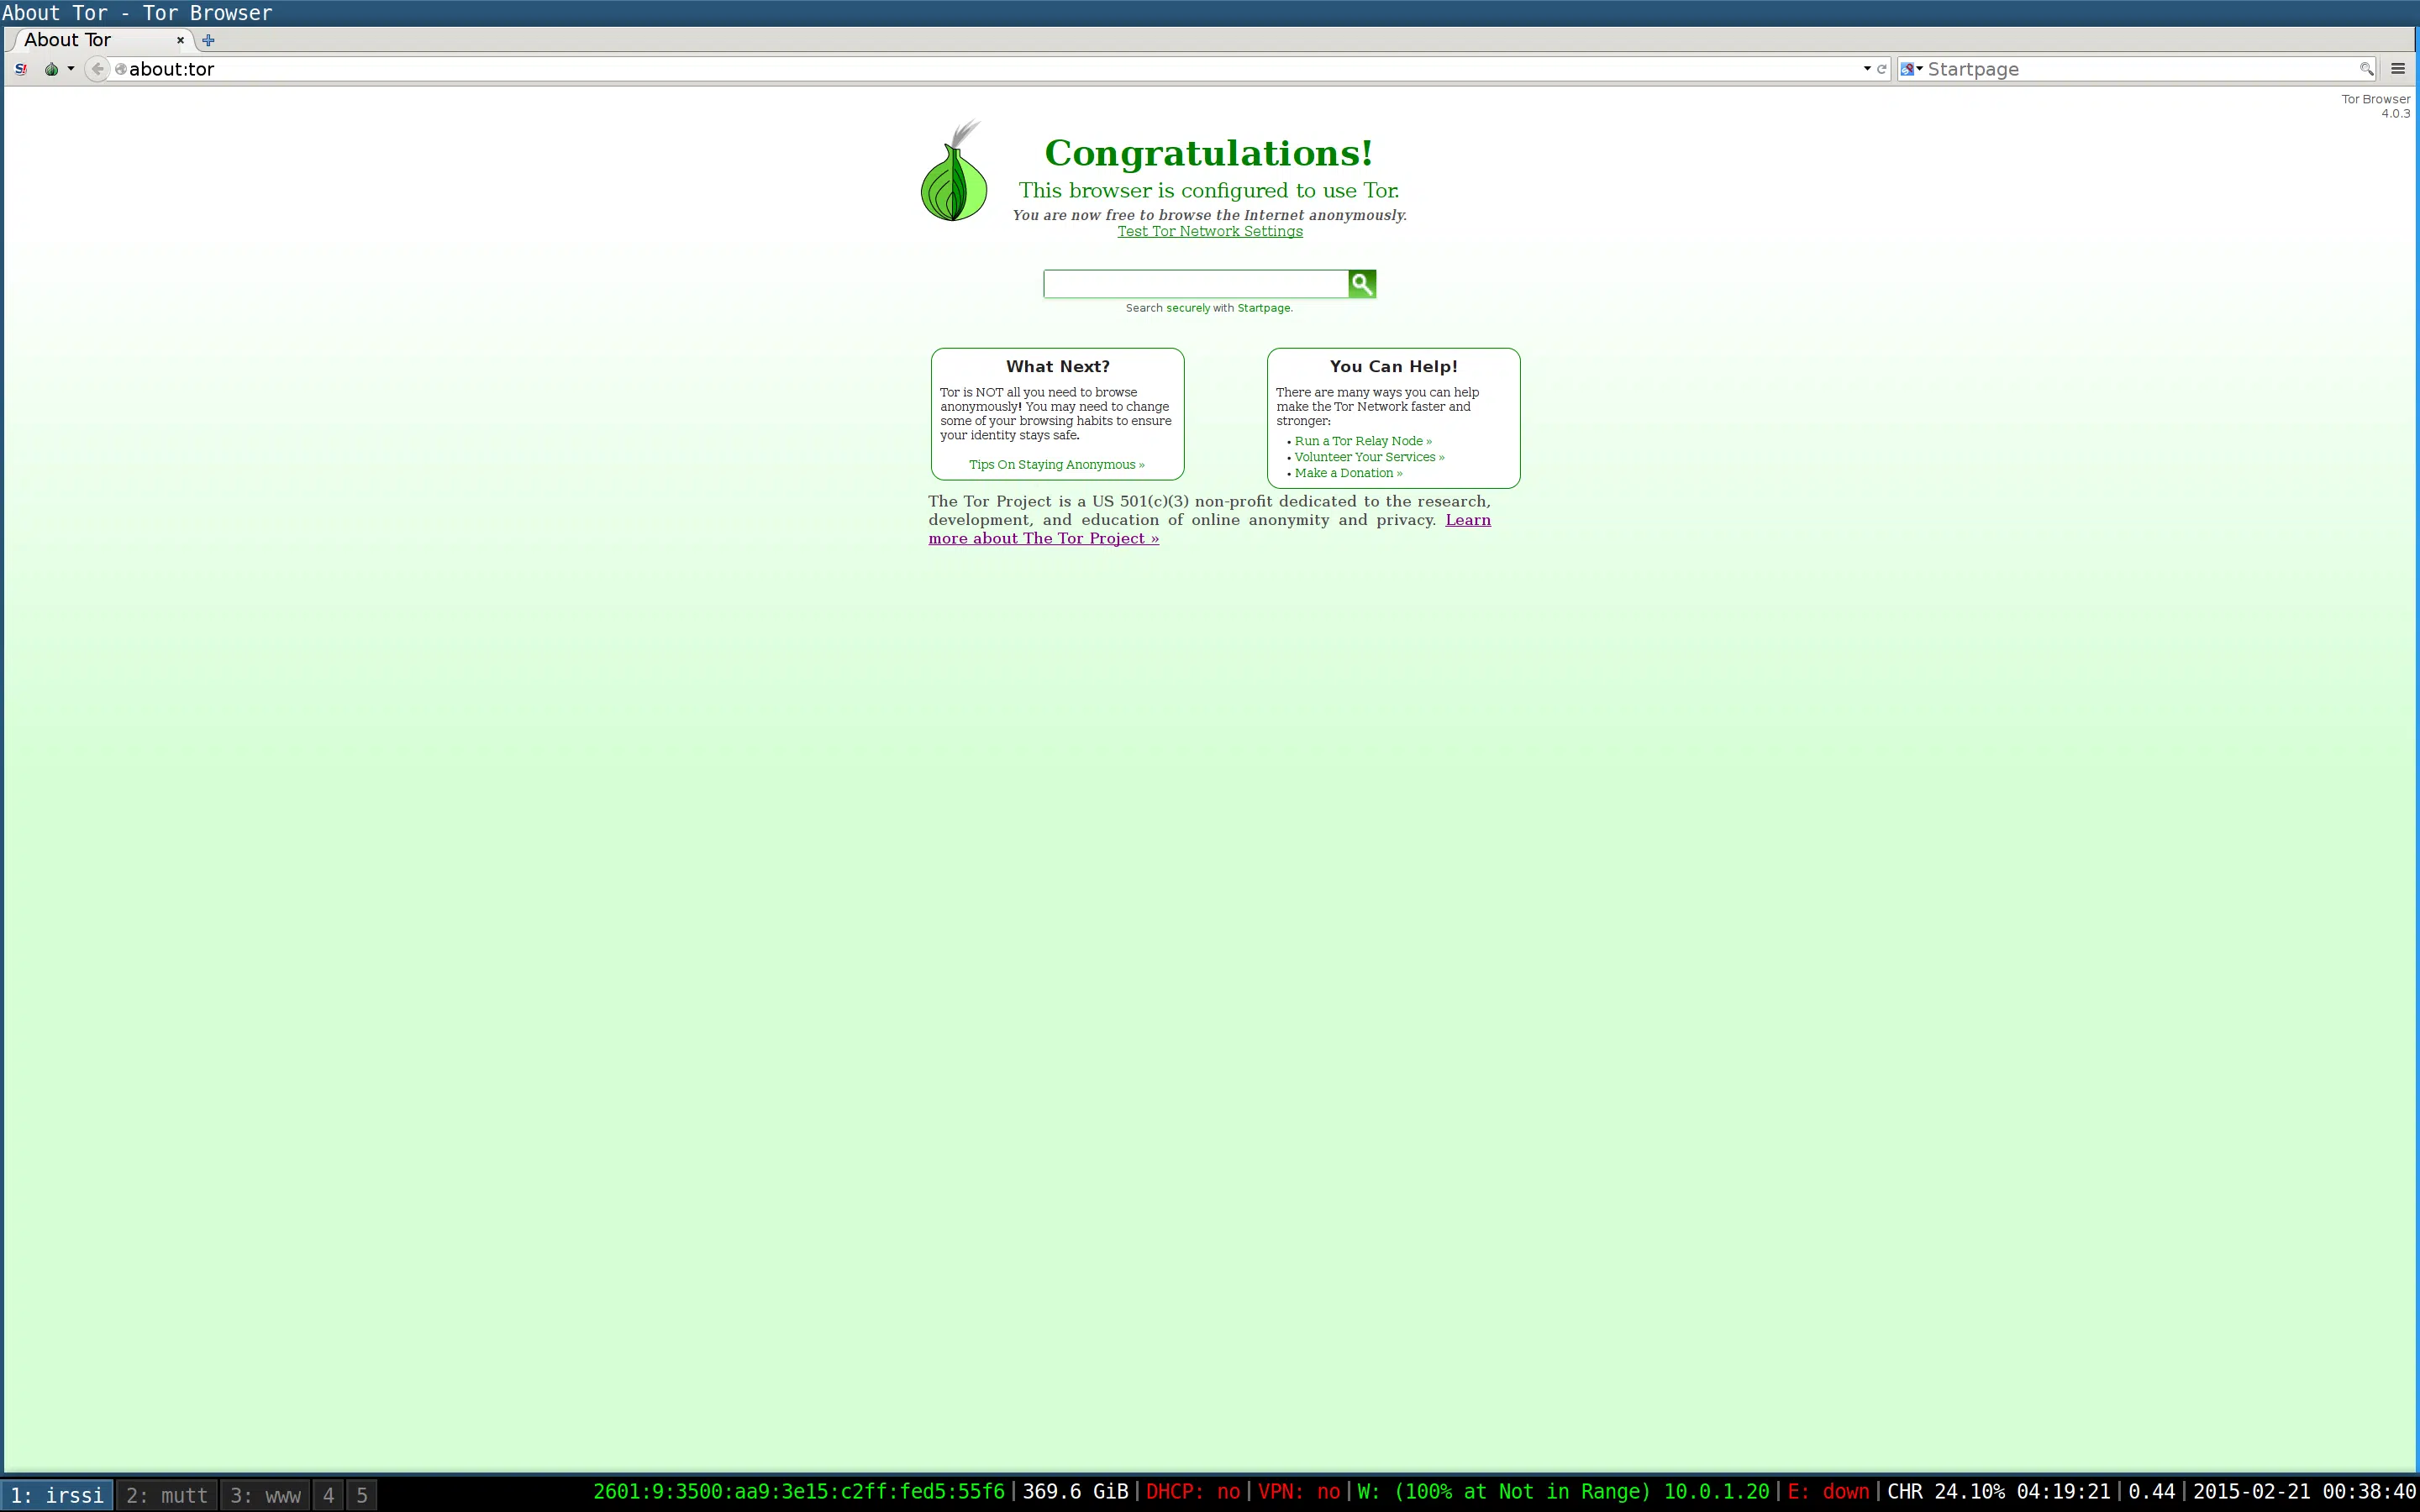 About Tor - Tor Browser
About Tor
about:tor
Startpage
Tor Browser
4.0.3
Congratulations!
This browser is configured to use Tor.
You are now free to browse the Internet anonymously.
Test Tor Network Settings
Search securely with Startpage.
What Next?
Tor is NOT all you need to browse
anonymously! You may need to change
some of your browsing habits to ensure
your identity stays safe.
Tips On Staying Anonymous »
You Can Help!
There are many ways you can help
make the Tor Network faster and
stronger:
• Run a Tor Relay Node »
• Volunteer Your Services »
• Make a Donation »
The Tor Project is a US 501(c)(3) non-profit dedicated to the research,
development, and education of online anonymity and privacy. Learn
more about The Tor Project »
1: irssi 2: mutt 3: www 4 5 2601:9:3500:aa9:3e15:c2ff:fed5:55f6|369.6 GiB|DHCP: no|VPN: no|W: (100% at Not in Range) 10.0.1.20|E: down|CHR 24.10% 04:19:21|0.44|2015-02-21 00:38:40